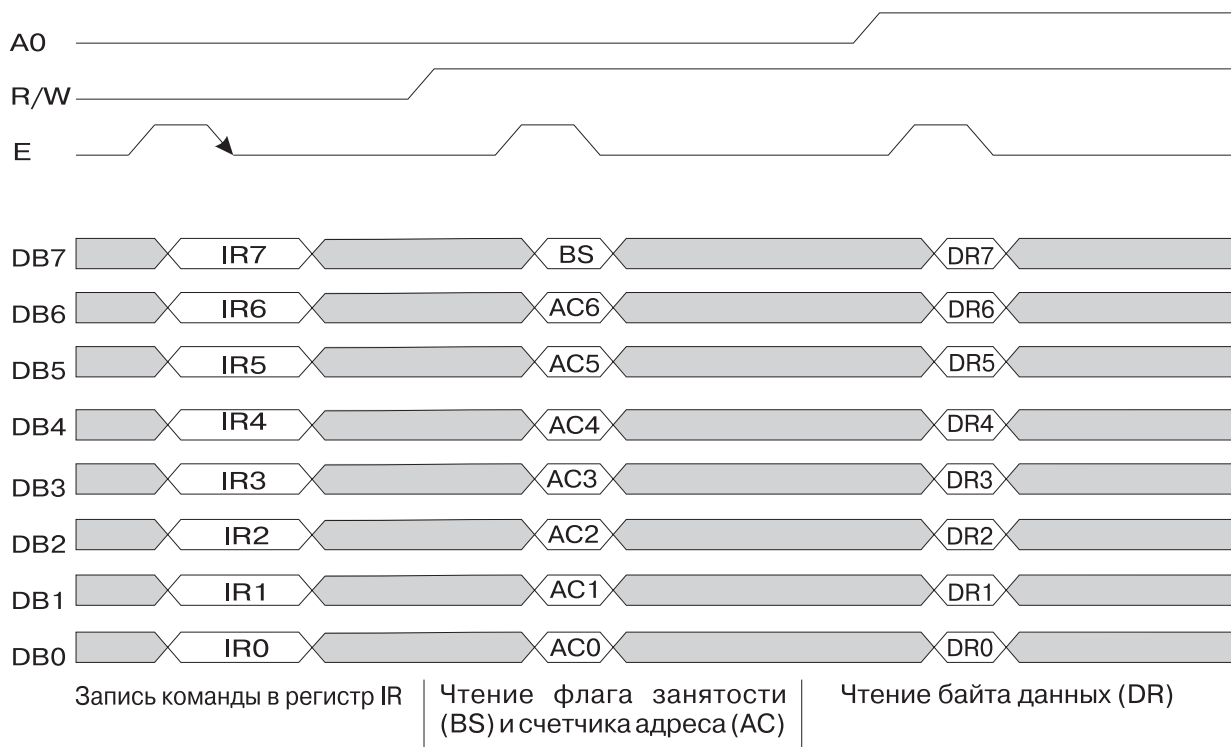 A0
R/W
E
DB7 IR7 BS DR7
DB6 IR6 AC6 DR6
DB5 IR5 AC5 DR5
DB4 IR4 AC4 DR4
DB3 IR3 AC3 DR3
DB2 IR2 AC2 DR2
DB1 IR1 AC1 DR1
DB0 IR0 AC0 DR0
Запись команды в регистр IR
Чтение флага занятости
(BS) и счетчика адреса (AC)
Чтение байта данных (DR)